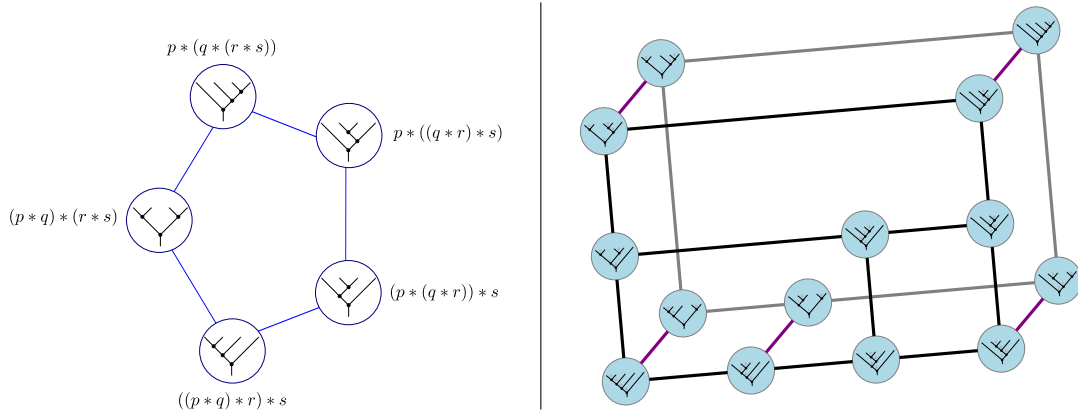 p ∗ (q ∗ (r ∗ s))
p ∗ ((q ∗ r) ∗ s)
(p ∗ q) ∗ (r ∗ s)
(p ∗ (q ∗ r)) ∗ s
((p ∗ q) ∗ r) ∗ s